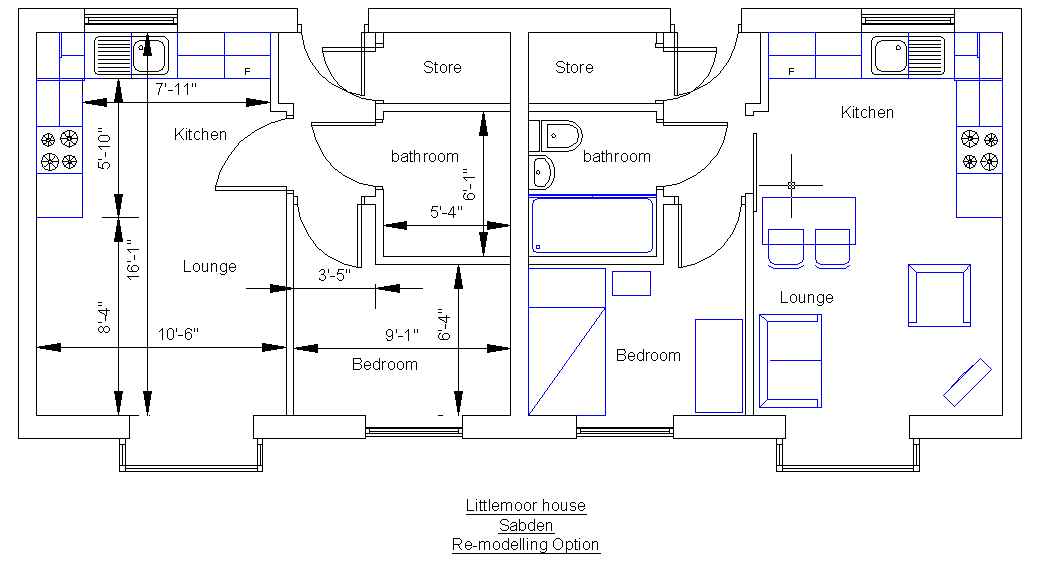 Store
Store
F
F
7'-11"
Kitchen
Kitchen
5'-10"
bathroom
bathroom
6'-1"
5'-4"
16'-1"
Lounge
3'-5"
Lounge
8'-4"
10'-6"
9'-1"
6'-4"
Bedroom
Bedroom
Littlemoor house
Sabden
Re-modelling Option